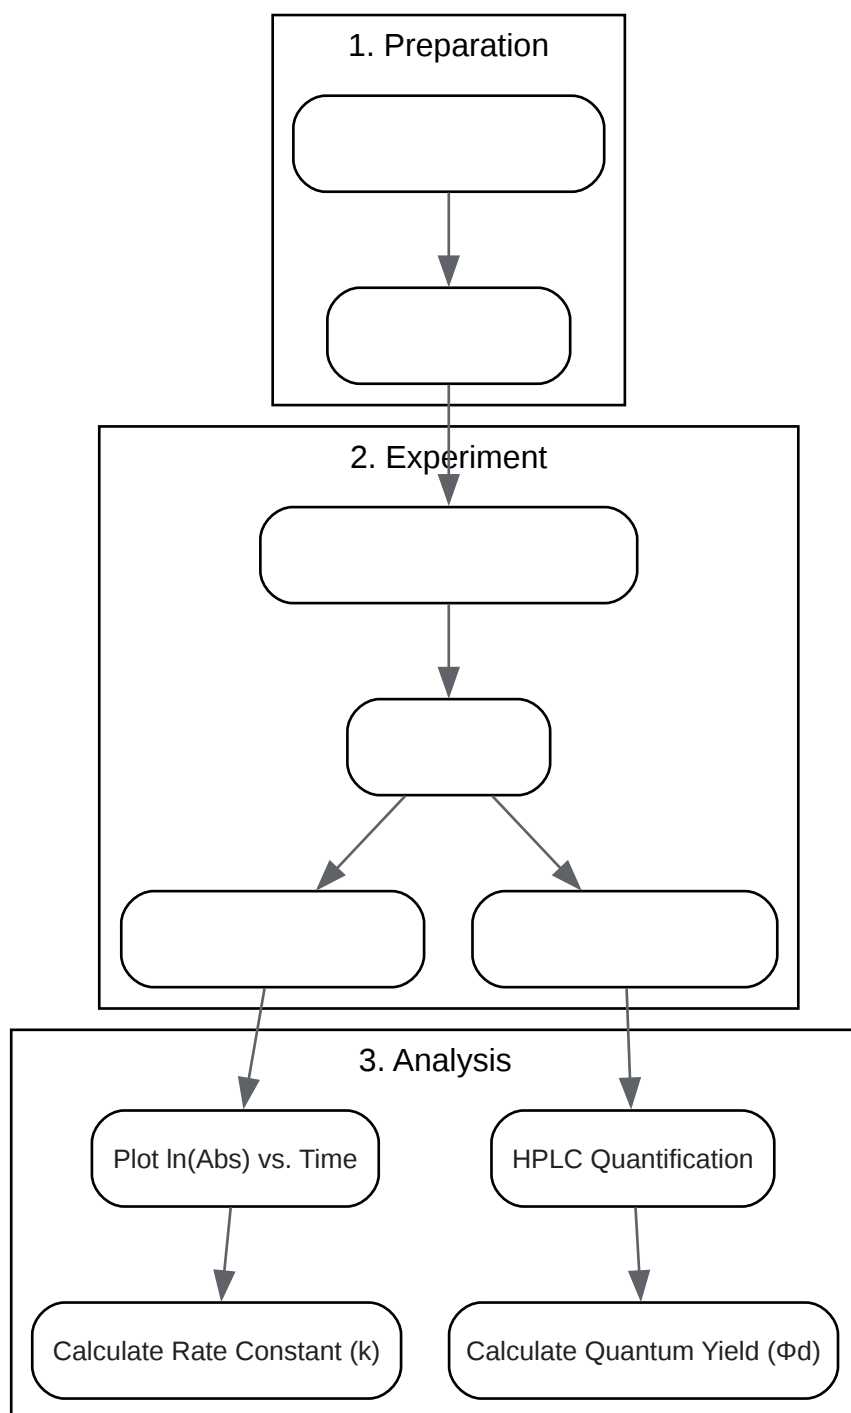 1. Preparation
2. Experiment
3. Analysis
Plot ln(Abs) vs. Time
HPLC Quantification
Calculate Rate Constant (k)
Calculate Quantum Yield (Φd)